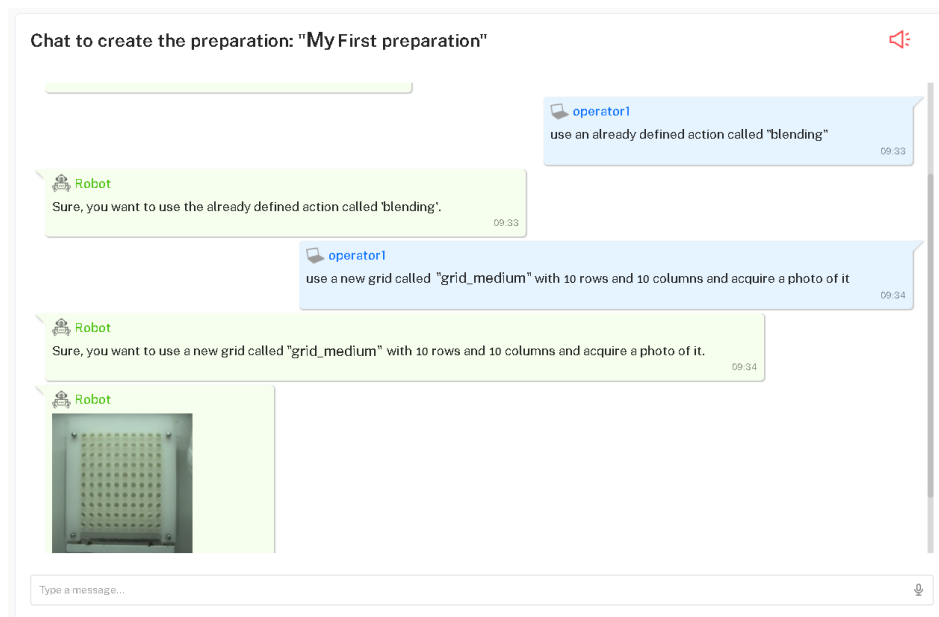 Chat to create the preparation: "My First preparation"
operator1
use an already defined action called "blending"
09:33
Robot
Sure, you want to use the already defined action called 'blending'.
09:33
operator1
use a new grid called "grid_medium" with 10 rows and 10 columns and acquire a photo of it
09:34
Robot
Sure, you want to use a new grid called "grid_medium" with 10 rows and 10 columns and acquire a photo of it.
09:34
Robot
Type a message...